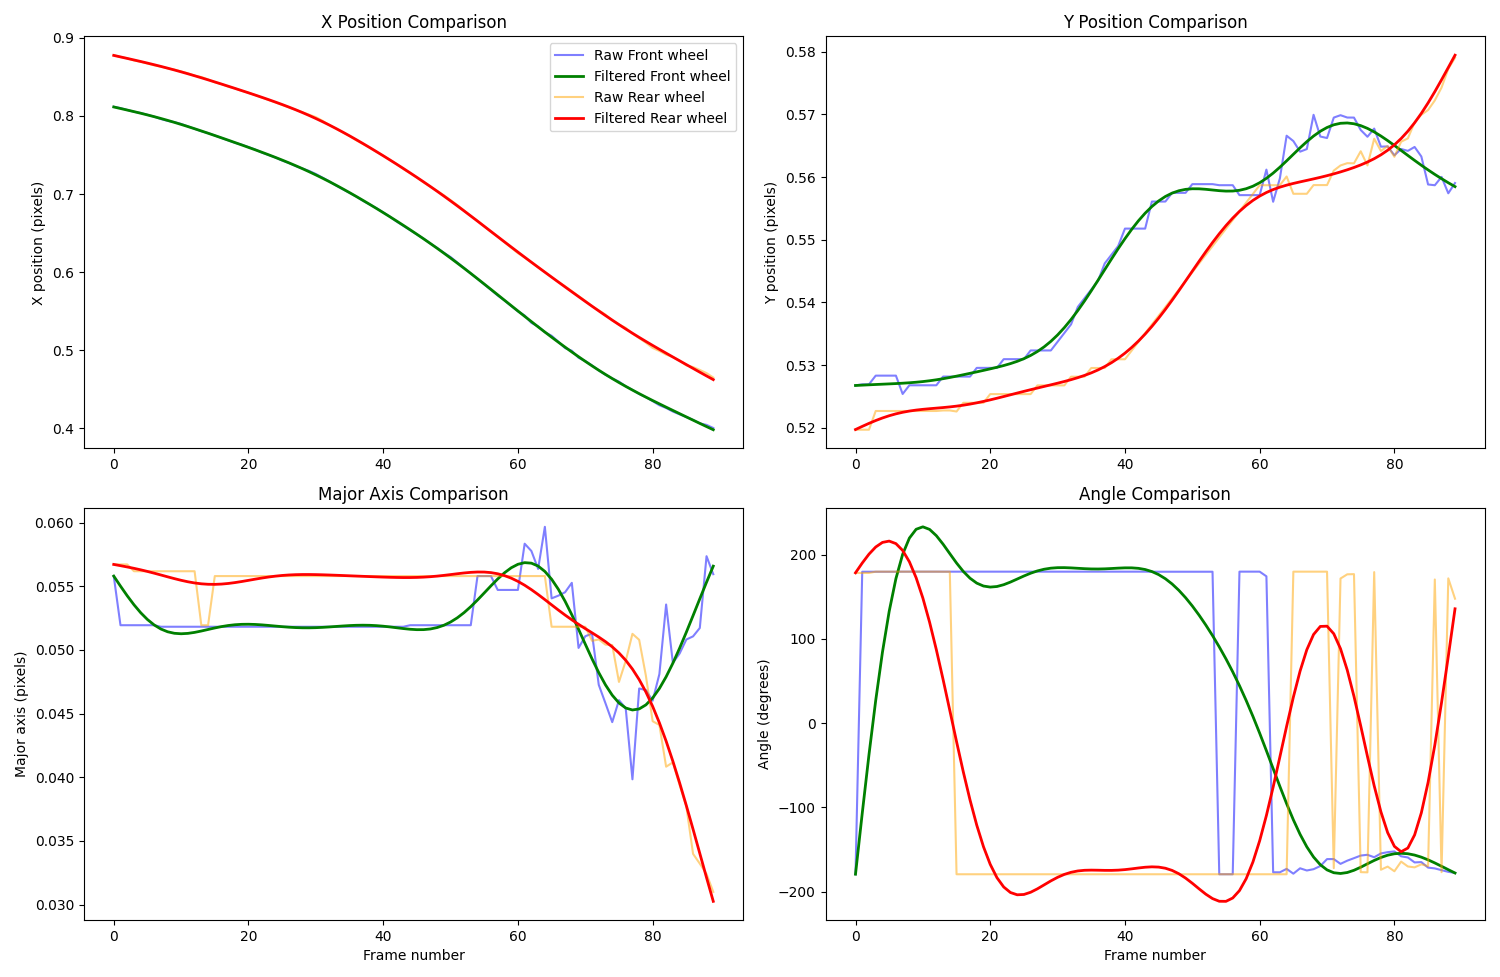 X Position Comparison
X position (pixels)
0.9
0.8
0.7
0.6
0.5
0.4
0 20 40 60 80
Raw Front wheel
Filtered Front wheel
Raw Rear wheel
Filtered Rear wheel
Y Position Comparison
Y position (pixels)
0.58
0.57
0.56
0.55
0.54
0.53
0.52
0 20 40 60 80
Major Axis Comparison
Major axis (pixels)
0.060
0.055
0.050
0.045
0.040
0.035
0.030
0 20 40 60 80
Frame number
Angle Comparison
Angle (degrees)
200
100
0
−100
−200
0 20 40 60 80
Frame number